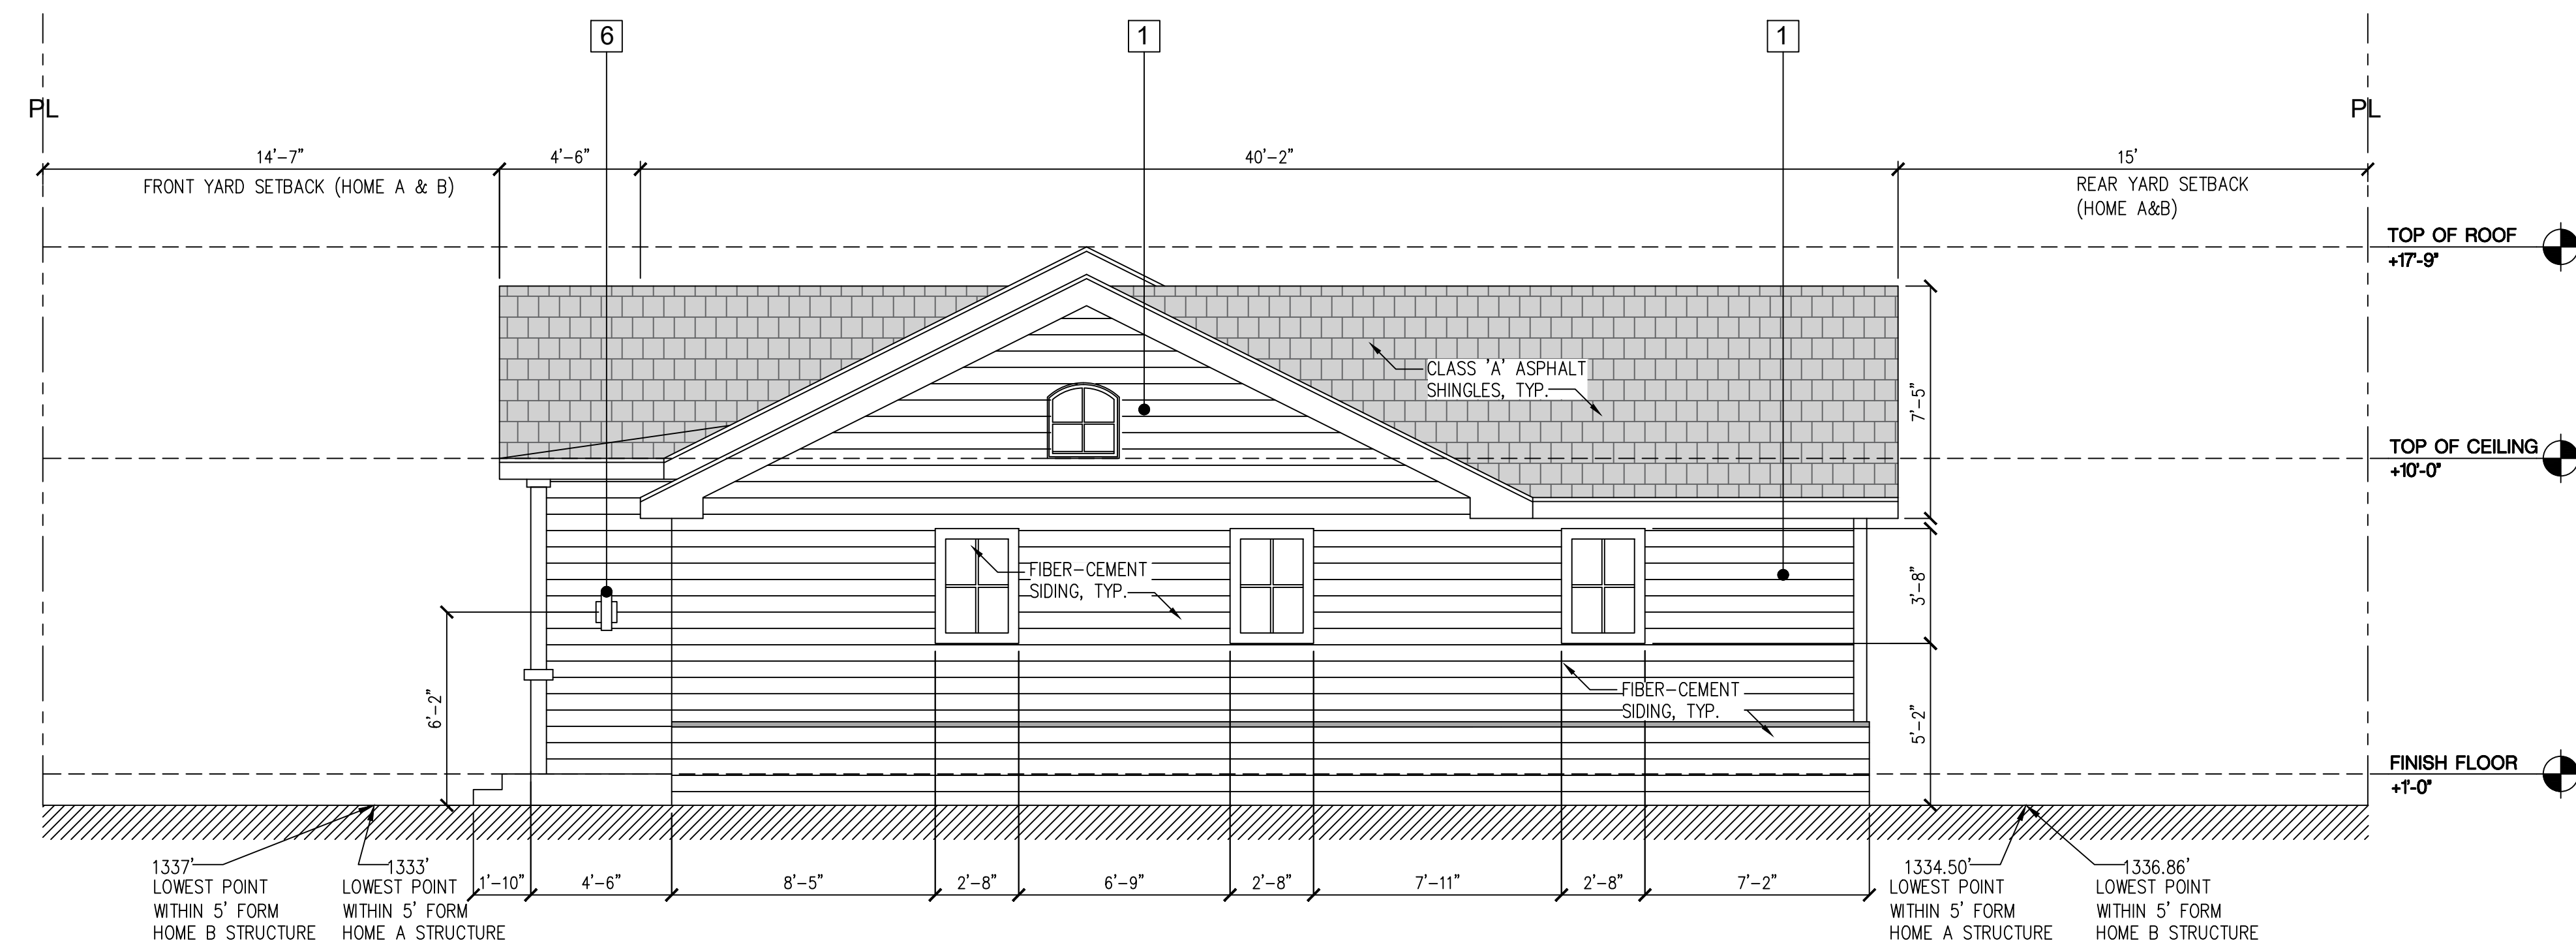 6
1
1
PL
PL
14'-7"
4'-6"
40'-2"
15'
FRONT YARD SETBACK (HOME A & B)
REAR YARD SETBACK
(HOME A&B)
TOP OF ROOF
+17'-9"
CLASS 'A' ASPHALT
SHINGLES, TYP.
7'-5"
TOP OF CEILING
+10'-0"
FIBER-CEMENT
SIDING, TYP.
3'-8"
6'-2"
FIBER-CEMENT
SIDING, TYP.
5'-2"
FINISH FLOOR
+1'-0"
1337'
LOWEST POINT
WITHIN 5' FORM
HOME B STRUCTURE
1333'
LOWEST POINT
WITHIN 5' FORM
HOME A STRUCTURE
1'-10"
4'-6"
8'-5"
2'-8"
6'-9"
2'-8"
7'-11"
2'-8"
7'-2"
1334.50'
LOWEST POINT
WITHIN 5' FORM
HOME A STRUCTURE
1336.86'
LOWEST POINT
WITHIN 5' FORM
HOME B STRUCTURE